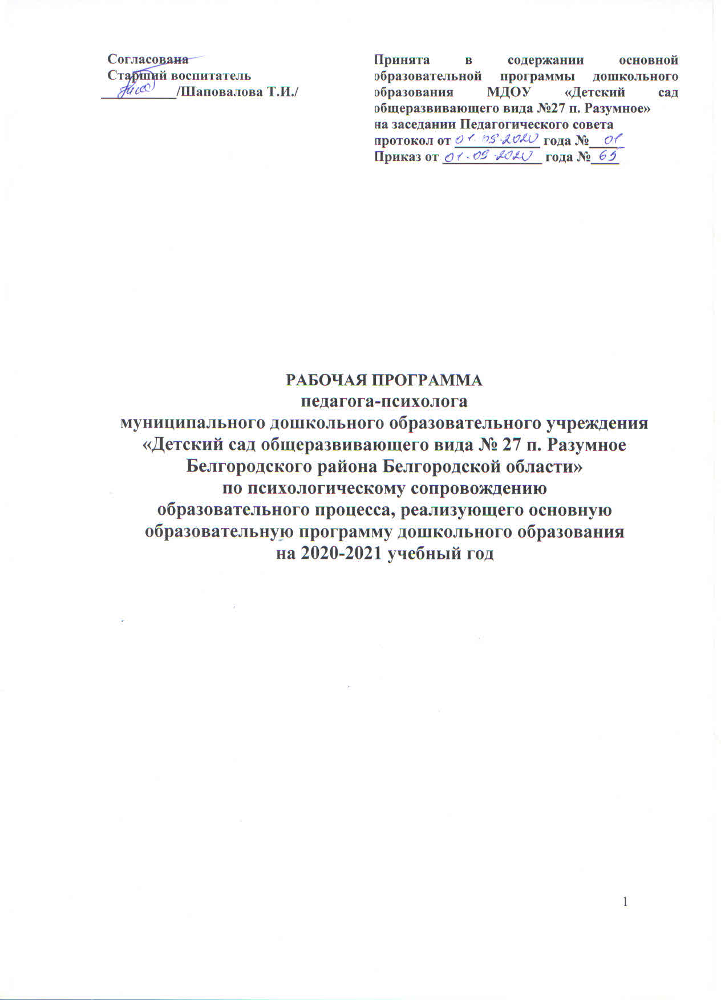 Согласована
Старший воспитатель
/Шаповалова Т.И./
Принята в содержании основной
образовательной программы дошкольного
образования МДОУ «Детский сад
общеразвивающего вида №27 п. Разумное»
на заседании Педагогического совета
протокол от 01.09.2020 года № 01
Приказ от 01.09.2020 года №
РАБОЧАЯ ПРОГРАММА
педагога-психолога
муниципального дошкольного образовательного учреждения
«Детский сад общеразвивающего вида № 27 п. Разумное
Белгородского района Белгородской области»
по психологическому сопровождению
образовательного процесса, реализующего основную
образовательную программу дошкольного образования
на 2020-2021 учебный год
1